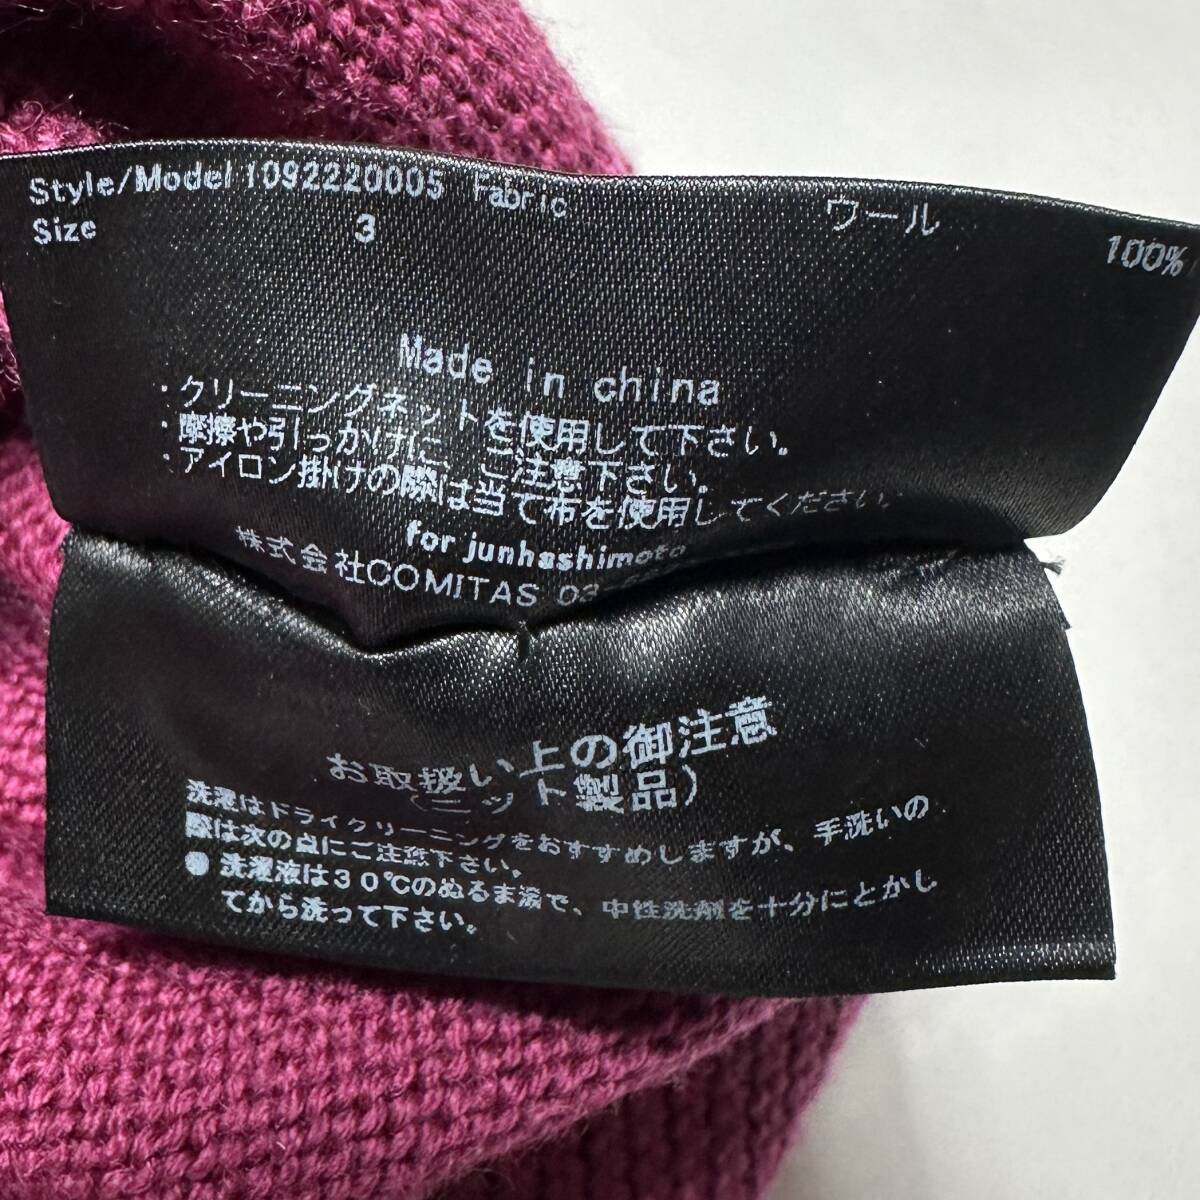 Style/Model 1092220005 Fabric ウール 100%
Size 3
Made in china
・クリーニングネットを使用して下さい。
・摩擦や引っかけに、ご注意下さい。
・アイロン掛けの際は当て布を使用してください。
for junhashimoto
株式会社COMITAS 03-
お取扱い上の御注意
(ニット製品)
洗濯はドライクリーニングをおすすめしますが、手洗いの
際は次の点にご注意下さい。
● 洗濯液は30℃のぬるま湯で、中性洗剤を十分にとかし
てから洗って下さい。